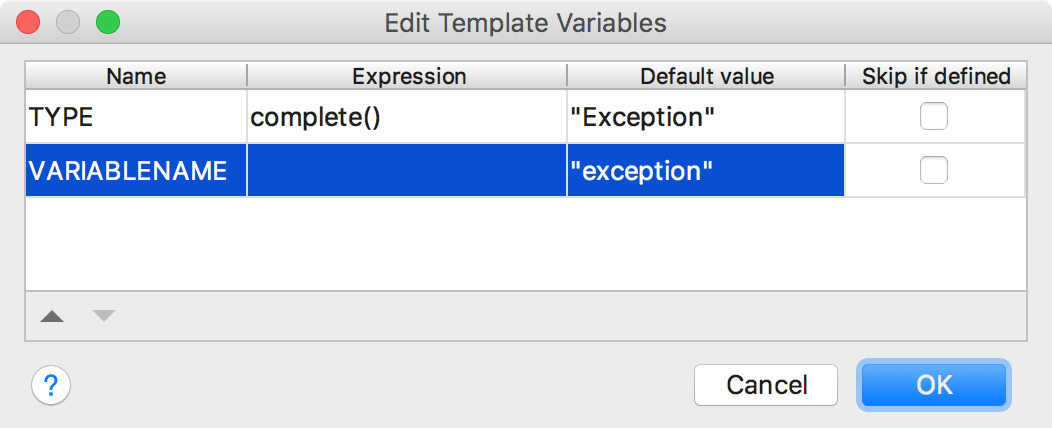 Edit Template Variables
Name Expression Default value Skip if defined
TYPE complete() "Exception"
VARIABLENAME "exception"
? Cancel OK